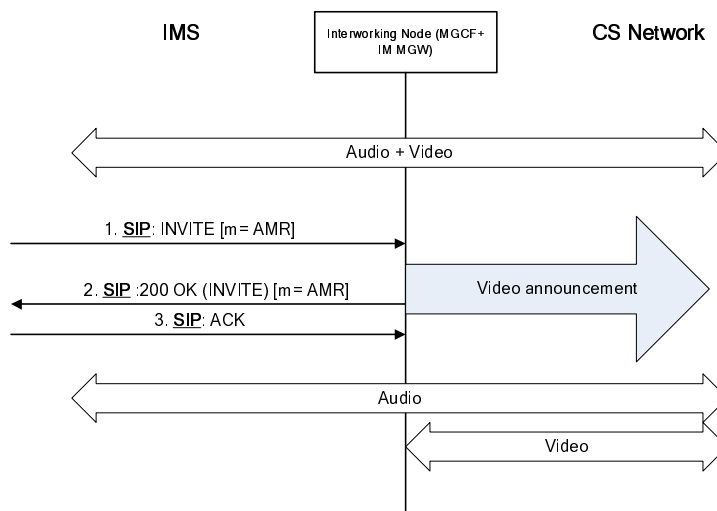 IMS
Interworking Node (MGCF+
IM MGW)
CS Network
Audio + Video
1. SIP: INVITE [m= AMR]
2. SIP :200 OK (INVITE) [m= AMR]
Video announcement
3. SIP: ACK
Audio
Video